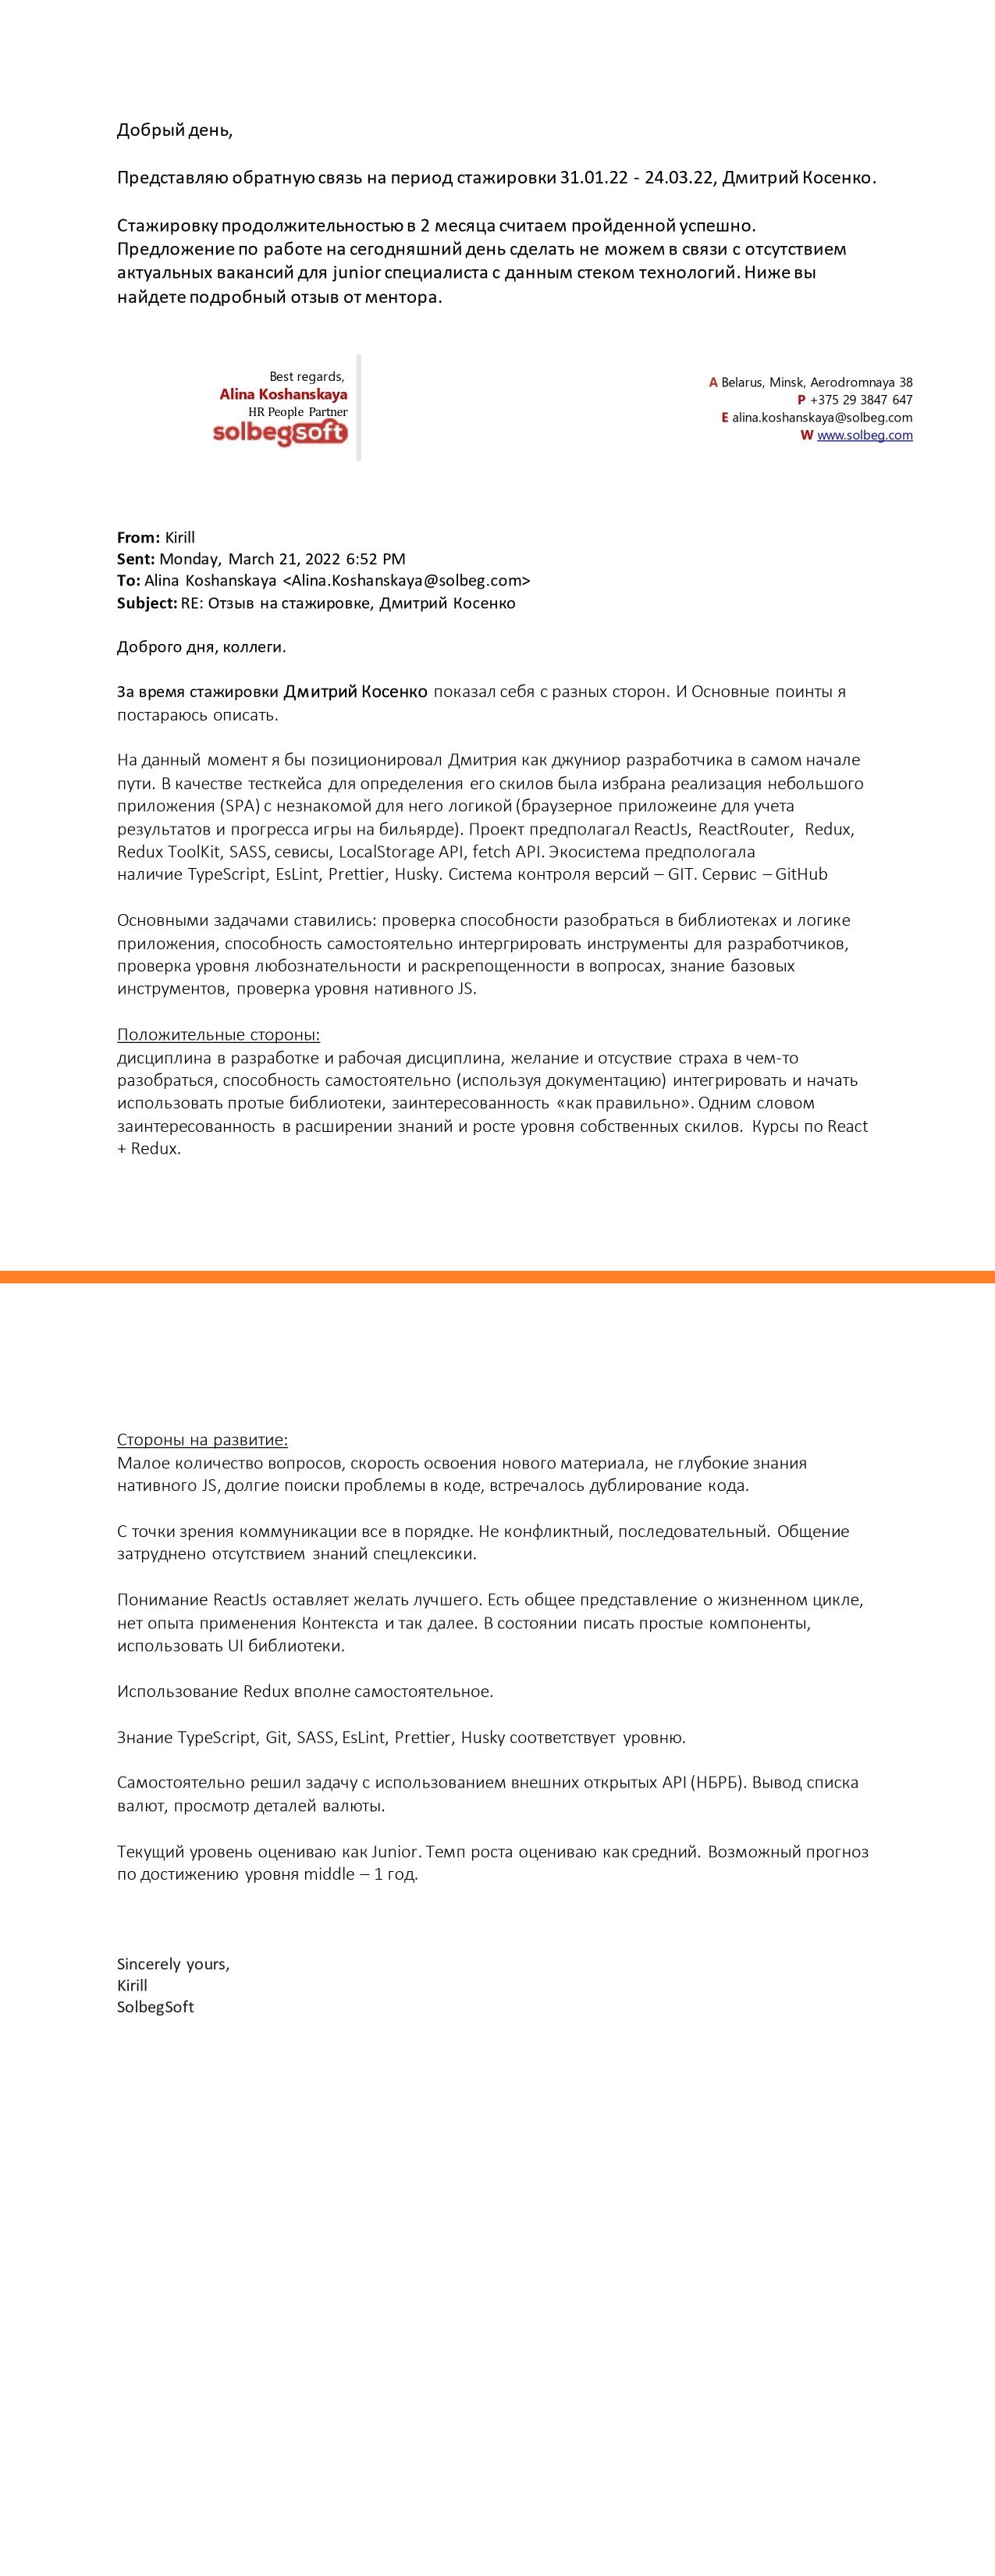 Добрый день,
Представляю обратную связь на период стажировки 31.01.22 - 24.03.22, Дмитрий Косенко.
Стажировку продолжительностью в 2 месяца считаем пройденной успешно.
Предложение по работе на сегодняшний день сделать не можем в связи с отсутствием
актуальных вакансий для junior специалиста с данным стеком технологий. Ниже вы
найдете подробный отзыв от ментора.
Best regards,
Alina Koshanskaya
HR People Partner
solbegsoft
A Belarus, Minsk, Aerodromnaya 38
P +375 29 3847 647
E alina.koshanskaya@solbeg.com
W www.solbeg.com
From: Kirill
Sent: Monday, March 21, 2022 6:52 PM
To: Alina Koshanskaya <Alina.Koshanskaya@solbeg.com>
Subject: RE: Отзыв на стажировке, Дмитрий Косенко
Доброго дня, коллеги.
За время стажировки Дмитрий Косенко показал себя с разных сторон. И Основные поинты я
постараюсь описать.
На данный момент я бы позиционировал Дмитрия как джуниор разработчика в самом начале
пути. В качестве тесткейса для определения его скилов была избрана реализация небольшого
приложения (SPA) с незнакомой для него логикой (браузерное приложеине для учета
результатов и прогресса игры на бильярде). Проект предполагал ReactJs, ReactRouter, Redux,
Redux ToolKit, SASS, севисы, LocalStorage API, fetch API. Экосистема предпологала
наличие TypeScript, EsLint, Prettier, Husky. Система контроля версий – GIT. Сервис – GitHub
Основными задачами ставились: проверка способности разобраться в библиотеках и логике
приложения, способность самостоятельно интергрировать инструменты для разработчиков,
проверка уровня любознательности и раскрепощенности в вопросах, знание базовых
инструментов, проверка уровня нативного JS.
Положительные стороны:
дисциплина в разработке и рабочая дисциплина, желание и отсуствие страха в чем-то
разобраться, способность самостоятельно (используя документацию) интегрировать и начать
использовать протые библиотеки, заинтересованность «как правильно». Одним словом
заинтересованность в расширении знаний и росте уровня собственных скилов. Курсы по React
+ Redux.
Стороны на развитие:
Малое количество вопросов, скорость освоения нового материала, не глубокие знания
нативного JS, долгие поиски проблемы в коде, встречалось дублирование кода.
С точки зрения коммуникации все в порядке. Не конфликтный, последовательный. Общение
затруднено отсутствием знаний спецлексики.
Понимание ReactJs оставляет желать лучшего. Есть общее представление о жизненном цикле,
нет опыта применения Контекста и так далее. В состоянии писать простые компоненты,
использовать UI библиотеки.
Использование Redux вполне самостоятельное.
Знание TypeScript, Git, SASS, EsLint, Prettier, Husky соответствует уровню.
Самостоятельно решил задачу с использованием внешних открытых API (НБРБ). Вывод списка
валют, просмотр деталей валюты.
Текущий уровень оцениваю как Junior. Темп роста оцениваю как средний. Возможный прогноз
по достижению уровня middle – 1 год.
Sincerely yours,
Kirill
SolbegSoft